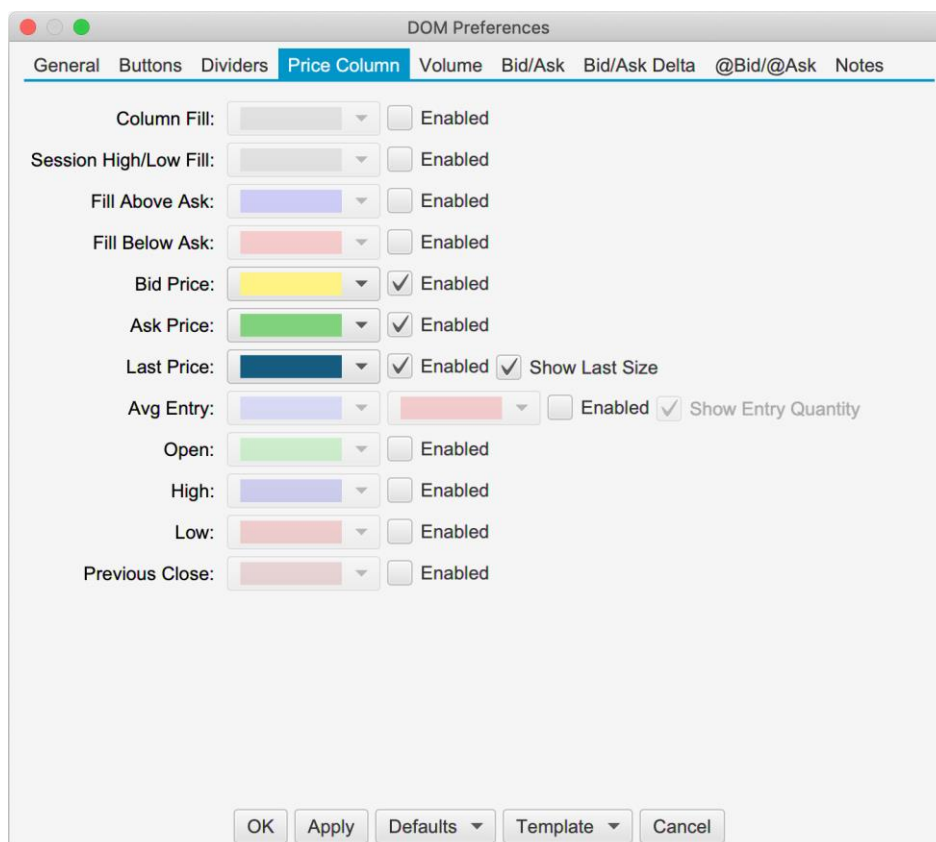 DOM Preferences
General Buttons Dividers Price Column Volume Bid/Ask Bid/Ask Delta @Bid/@Ask Notes
Column Fill: Enabled
Session High/Low Fill: Enabled
Fill Above Ask: Enabled
Fill Below Ask: Enabled
Bid Price: Enabled
Ask Price: Enabled
Last Price: Enabled Show Last Size
Avg Entry: Enabled Show Entry Quantity
Open: Enabled
High: Enabled
Low: Enabled
Previous Close: Enabled
OK Apply Defaults Template Cancel